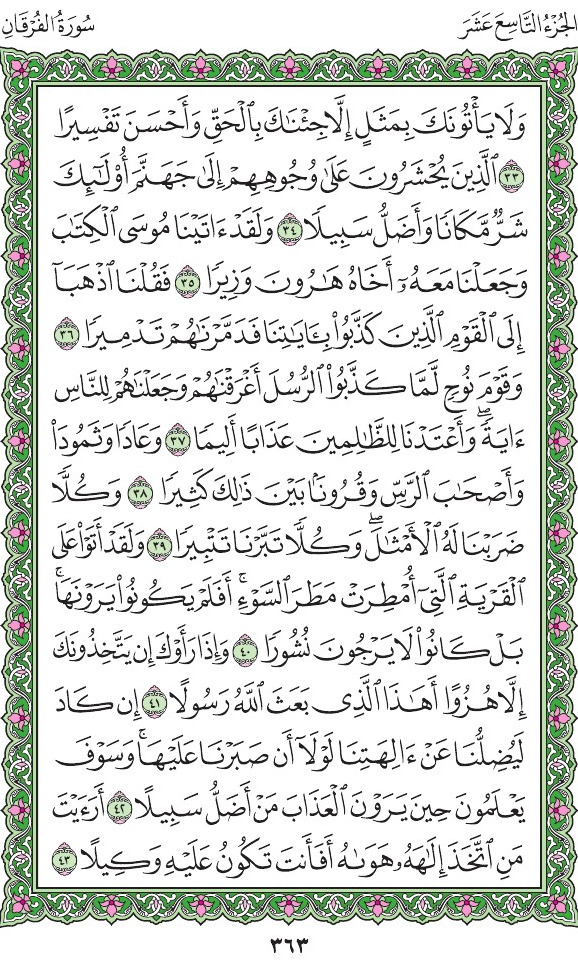 الجُزْءُ التَّاسِعَ عَشَرَ
سُورَةُ الفُرْقَانِ
وَلَا يَأْتُونَكَ بِمَثَلٍ إِلَّا جِئْنَٰكَ بِٱلْحَقِّ وَأَحْسَنَ تَفْسِيرًا
٣٣ ٱلَّذِينَ يُحْشَرُونَ عَلَىٰ وُجُوهِهِمْ إِلَىٰ جَهَنَّمَ أُوْلَٰٓئِكَ
شَرٌّ مَّكَانًا وَأَضَلُّ سَبِيلًا ٣٤ وَلَقَدْ ءَاتَيْنَا مُوسَى ٱلْكِتَٰبَ
وَجَعَلْنَا مَعَهُۥٓ أَخَاهُ هَٰرُونَ وَزِيرًا ٣٥ فَقُلْنَا ٱذْهَبَآ
إِلَى ٱلْقَوْمِ ٱلَّذِينَ كَذَّبُواْ بِـَٔايَٰتِنَا فَدَمَّرْنَٰهُمْ تَدْمِيرًا ٣٦
وَقَوْمَ نُوحٍ لَّمَّا كَذَّبُواْ ٱلرُّسُلَ أَغْرَقْنَٰهُمْ وَجَعَلْنَٰهُمْ لِلنَّاسِ
ءَايَةًۖ وَأَعْتَدْنَا لِلظَّٰلِمِينَ عَذَابًا أَلِيمًا ٣٧ وَعَادًا وَثَمُودَاْ
وَأَصْحَٰبَ ٱلرَّسِّ وَقُرُونًۢا بَيْنَ ذَٰلِكَ كَثِيرًا ٣٨ وَكُلًّا
ضَرَبْنَا لَهُ ٱلْأَمْثَٰلَۖ وَكُلًّا تَبَّرْنَا تَتْبِيرًا ٣٩ وَلَقَدْ أَتَوْاْ عَلَى
ٱلْقَرْيَةِ ٱلَّتِىٓ أُمْطِرَتْ مَطَرَ ٱلسَّوْءِۚ أَفَلَمْ يَكُونُواْ يَرَوْنَهَاۚ
بَلْ كَانُواْ لَا يَرْجُونَ نُشُورًا ٤٠ وَإِذَا رَأَوْكَ إِن يَتَّخِذُونَكَ
إِلَّا هُزُوًا أَهَٰذَا ٱلَّذِى بَعَثَ ٱللَّهُ رَسُولًا ٤١ إِن كَادَ
لَيُضِلُّنَا عَنْ ءَالِهَتِنَا لَوْلَآ أَن صَبَرْنَا عَلَيْهَاۚ وَسَوْفَ
يَعْلَمُونَ حِينَ يَرَوْنَ ٱلْعَذَابَ مَنْ أَضَلُّ سَبِيلًا ٤٢ أَرَءَيْتَ
مَنِ ٱتَّخَذَ إِلَٰهَهُۥ هَوَىٰهُ أَفَأَنتَ تَكُونُ عَلَيْهِ وَكِيلًا ٤٣
٣٦٣